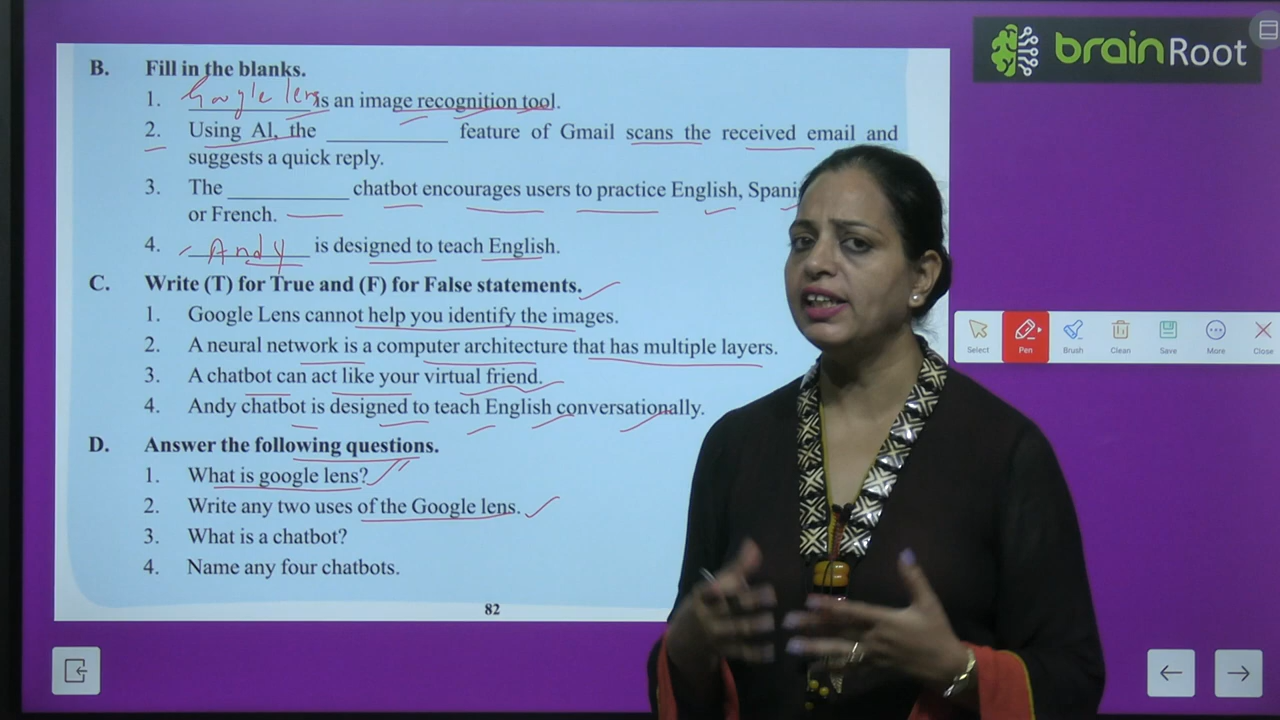 brainRoot
B. Fill in the blanks.
1. Google lens is an image recognition tool.
2. Using AI, the ____________ feature of Gmail scans the received email and
suggests a quick reply.
3. The ____________ chatbot encourages users to practice English, Spani
or French.
4. Andy is designed to teach English.
C. Write (T) for True and (F) for False statements.
1. Google Lens cannot help you identify the images.
2. A neural network is a computer architecture that has multiple layers.
3. A chatbot can act like your virtual friend.
4. Andy chatbot is designed to teach English conversationally.
D. Answer the following questions.
1. What is google lens?
2. Write any two uses of the Google lens.
3. What is a chatbot?
4. Name any four chatbots.
82
Select Pen Brush Clean Save More Close